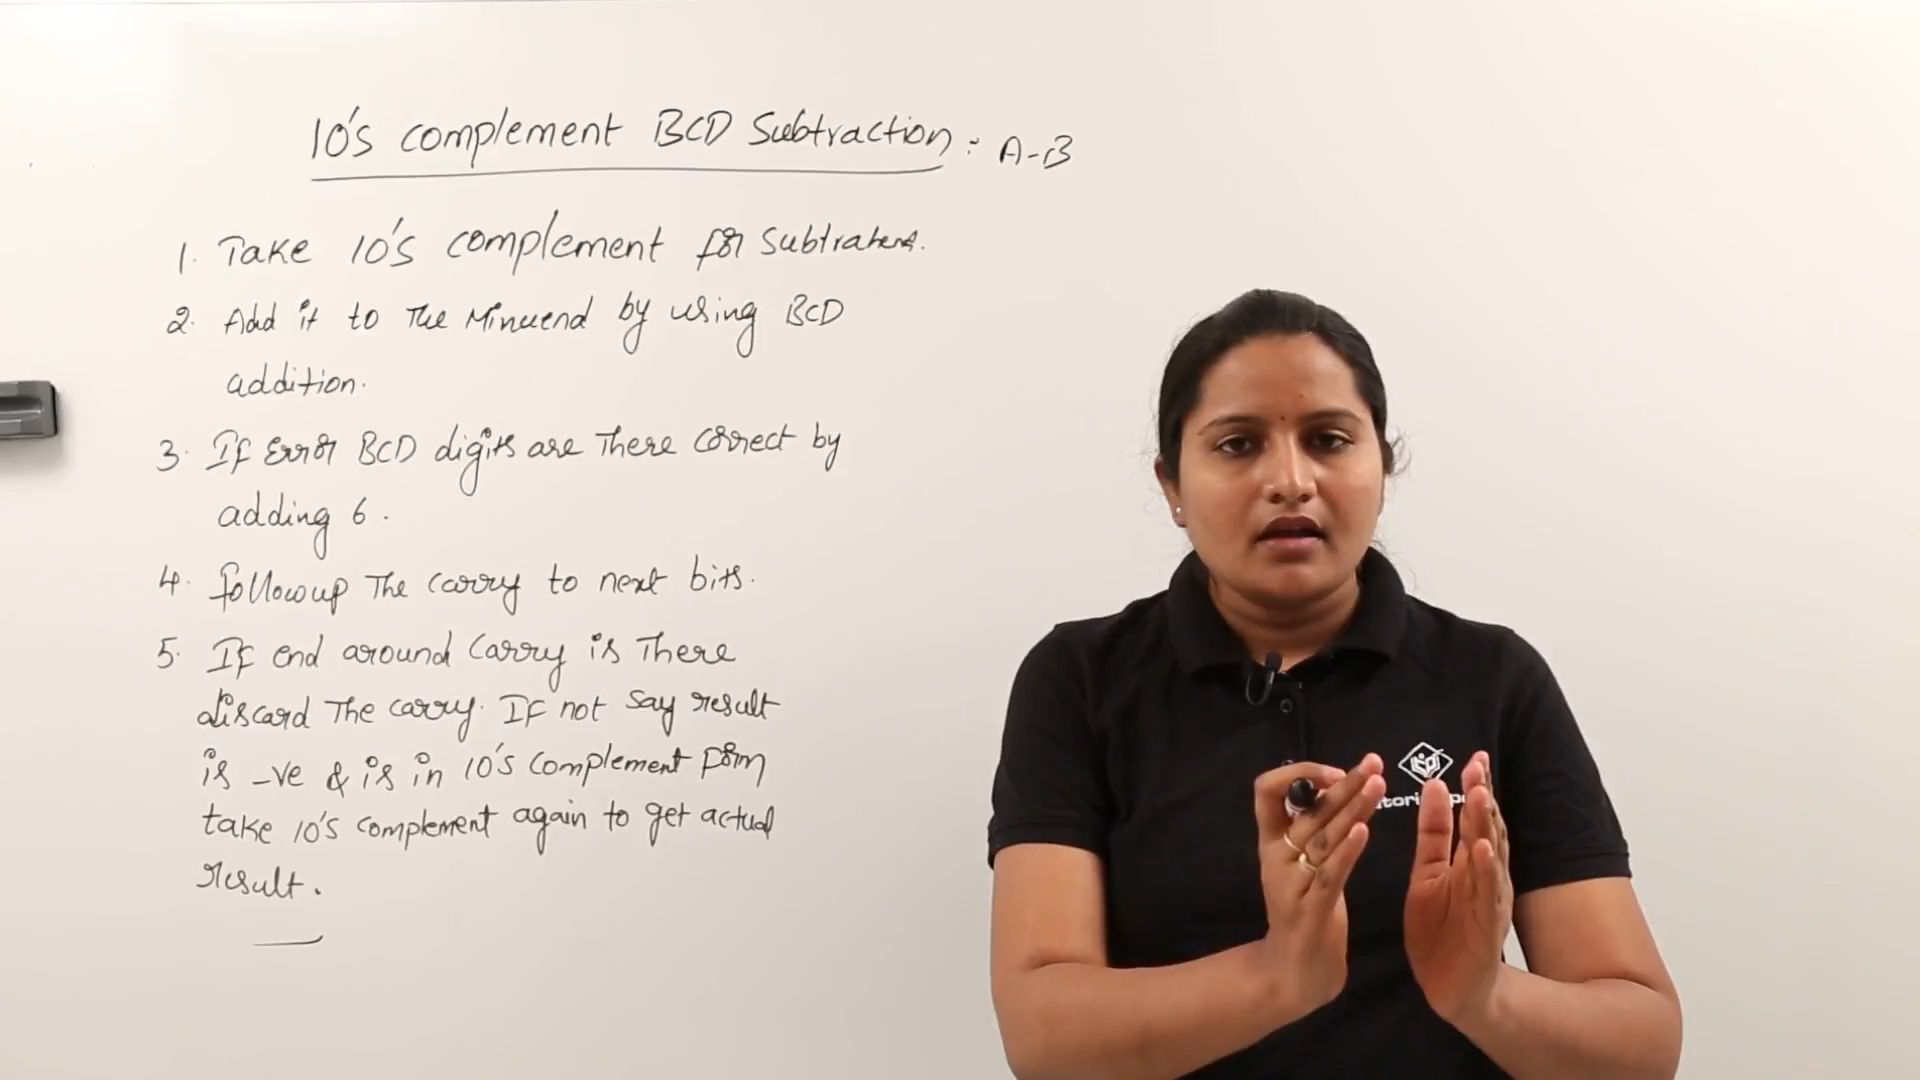 10's complement BCD Subtraction : A-B
1. Take 10's complement for Subtrahend.
2. Add it to The Minuend by using BCD
addition.
3. If Error BCD digits are There correct by
adding 6.
4. followup The carry to next bits.
5. If end around carry is There
discard The carry. If not say result
is -ve & is in 10's complement form
take 10's complement again to get actual
result.